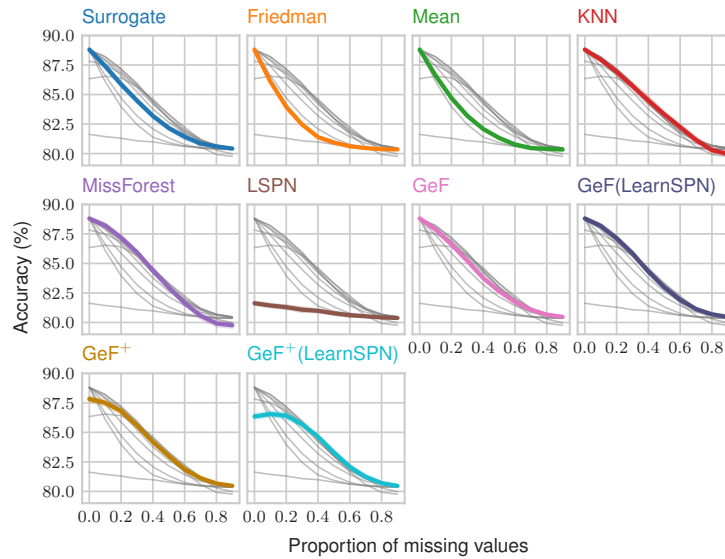 Surrogate Friedman Mean KNN
90.0
87.5
85.0
82.5
80.0
MissForest LSPN GeF GeF(LearnSPN)
90.0
87.5
85.0
82.5
80.0
0.0 0.2 0.4 0.6 0.8 0.0 0.2 0.4 0.6 0.8
GeF+ GeF+(LearnSPN)
90.0
87.5
85.0
82.5
80.0
0.0 0.2 0.4 0.6 0.8 0.0 0.2 0.4 0.6 0.8
Accuracy (%)
Proportion of missing values